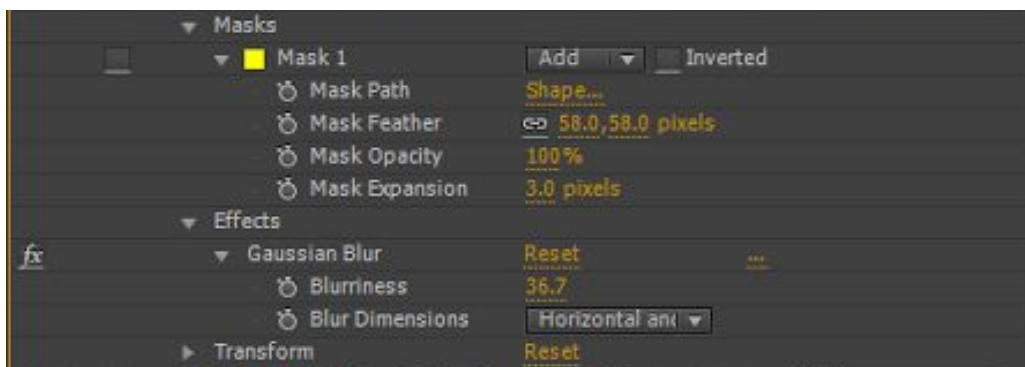 Masks
Mask 1 Add Inverted
Mask Path Shape...
Mask Feather 58.0,58.0 pixels
Mask Opacity 100%
Mask Expansion 3.0 pixels
Effects
fx Gaussian Blur Reset ...
Blurriness 36.7
Blur Dimensions Horizontal and
Transform Reset